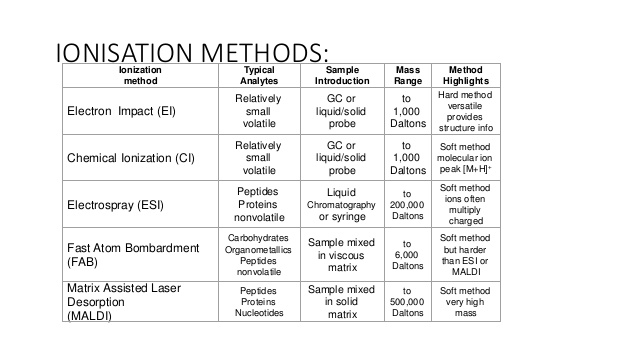 IONISATION METHODS:
Ionization
method
Typical
Analytes
Sample
Introduction
Mass
Range
Method
Highlights
Electron  Impact (EI)
Relatively
small
volatile
GC or
liquid/solid
probe
to
1,000
Daltons
Hard method
versatile
provides
structure info
Chemical Ionization (CI)
Relatively
small
volatile
GC or
liquid/solid
probe
to
1,000
Daltons
Soft method
molecular ion
peak [M+H]⁺
Electrospray (ESI)
Peptides
Proteins
nonvolatile
Liquid
Chromatography
or syringe
to
200,000
Daltons
Soft method
ions often
multiply
charged
Fast Atom Bombardment
(FAB)
Carbohydrates
Organometallics
Peptides
nonvolatile
Sample mixed
in viscous
matrix
to
6,000
Daltons
Soft method
but harder
than ESI or
MALDI
Matrix Assisted Laser
Desorption
(MALDI)
Peptides
Proteins
Nucleotides
Sample mixed
in solid
matrix
to
500,000
Daltons
Soft method
very high
mass